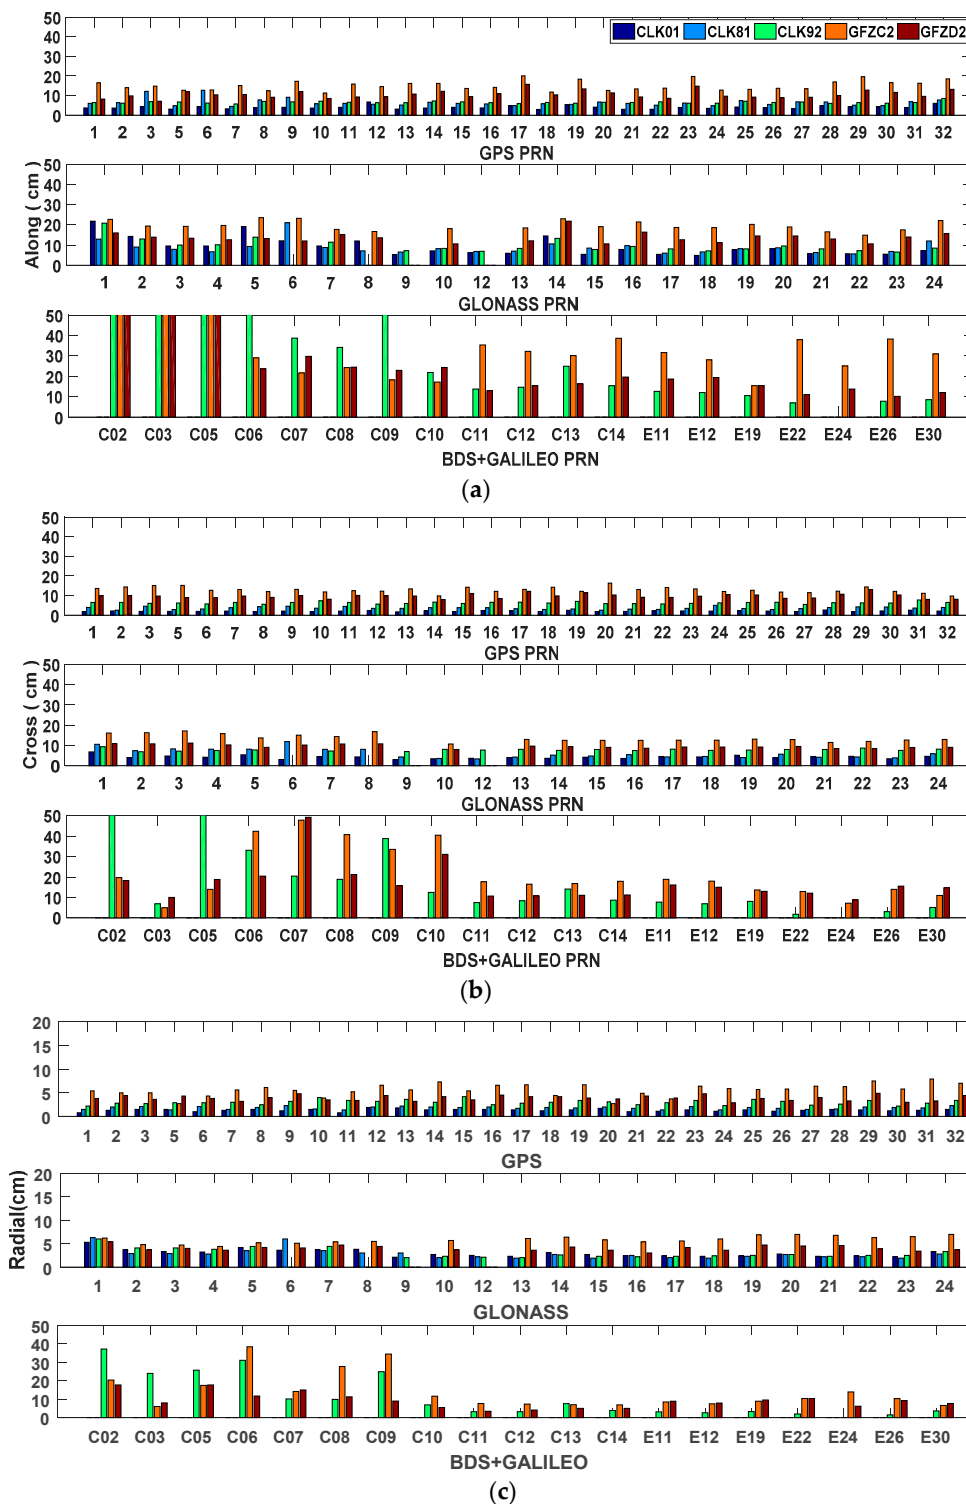 50
40
30
20
10
0
CLK01 CLK81 CLK92 GFZC2 GFZD2
1 2 3 5 6 7 8 9 10 11 12 13 14 15 16 17 18 19 20 21 22 23 24 25 26 27 28 29 30 31 32
GPS PRN
Along ( cm )
50
40
30
20
10
0
1 2 3 4 5 6 7 8 9 10 11 12 13 14 15 16 17 18 19 20 21 22 23 24
GLONASS PRN
50
40
30
20
10
0
C02 C03 C05 C06 C07 C08 C09 C10 C11 C12 C13 C14 E11 E12 E19 E22 E24 E26 E30
BDS+GALILEO PRN
(a)
50
40
30
20
10
0
1 2 3 5 6 7 8 9 10 11 12 13 14 15 16 17 18 19 20 21 22 23 24 25 26 27 28 29 30 31 32
GPS PRN
Cross ( cm )
50
40
30
20
10
0
1 2 3 4 5 6 7 8 9 10 11 12 13 14 15 16 17 18 19 20 21 22 23 24
GLONASS PRN
50
40
30
20
10
0
C02 C03 C05 C06 C07 C08 C09 C10 C11 C12 C13 C14 E11 E12 E19 E22 E24 E26 E30
BDS+GALILEO PRN
(b)
20
15
10
5
0
1 2 3 5 6 7 8 9 10 11 12 13 14 15 16 17 18 19 20 21 22 23 24 25 26 27 28 29 30 31 32
GPS
Radial(cm)
20
15
10
5
0
1 2 3 4 5 6 7 8 9 10 11 12 13 14 15 16 17 18 19 20 21 22 23 24
GLONASS
50
40
30
20
10
0
C02 C03 C05 C06 C07 C08 C09 C10 C11 C12 C13 C14 E11 E12 E19 E22 E24 E26 E30
BDS+GALILEO
(c)